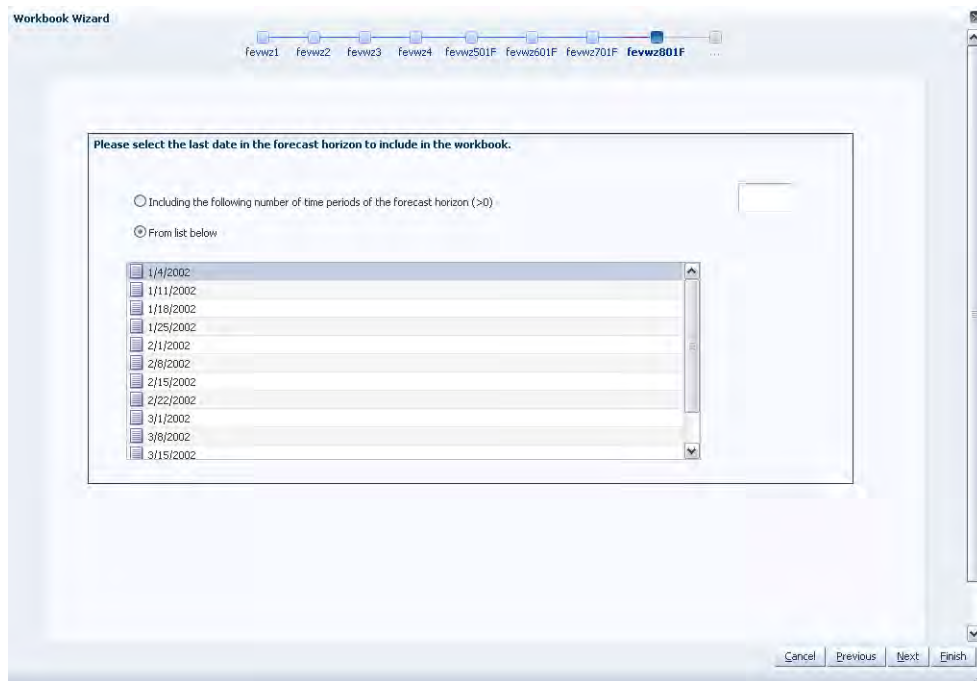 Workbook Wizard
fevwz1 fevwz2 fevwz3 fevwz4 fevwz501F fevwz601F fevwz701F fevwz801F ...
Please select the last date in the forecast horizon to include in the workbook.
Including the following number of time periods of the forecast horizon (>0)
From list below
1/4/2002
1/11/2002
1/18/2002
1/25/2002
2/1/2002
2/8/2002
2/15/2002
2/22/2002
3/1/2002
3/8/2002
3/15/2002
Cancel Previous Next Finish